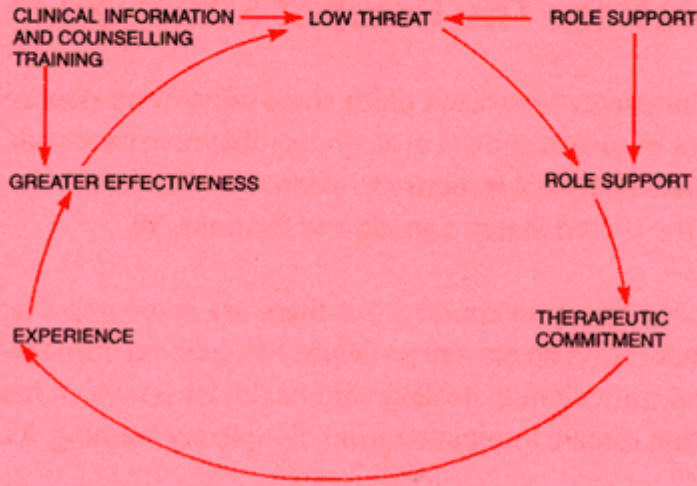 CLINICAL INFORMATION
AND COUNSELLING
TRAINING
LOW THREAT
ROLE SUPPORT
GREATER EFFECTIVENESS
ROLE SUPPORT
EXPERIENCE
THERAPEUTIC
COMMITMENT